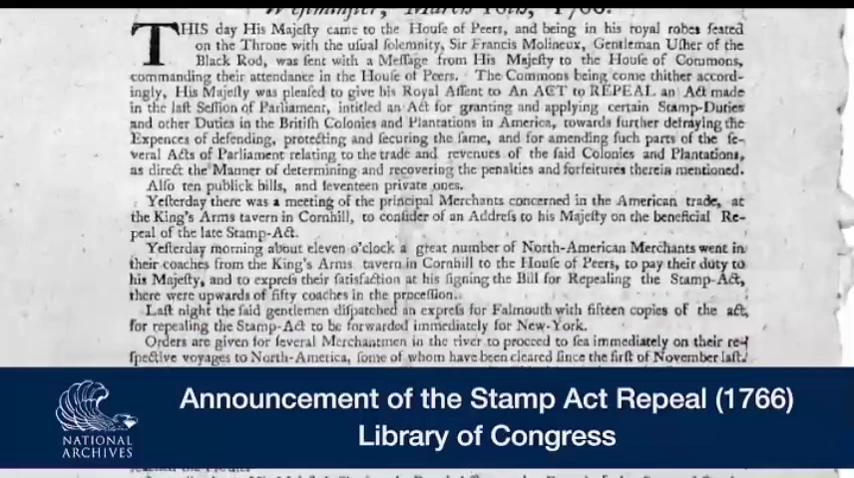 Westminster, March 18th, 1766.
THIS day His Majeſty came to the Houſe of Peers, and being in his royal robes ſeated
on the Throne with the uſual ſolemnity, Sir Francis Molineux, Gentleman Uſher of the
Black Rod, was ſent with a Meſſage from His Majeſty to the Houſe of Commons,
commanding their attendance in the Houſe of Peers. The Commons being come thither accord-
ingly, His Majeſty was pleaſed to give his Royal Aſſent to An ACT to REPEAL an Act made
in the laſt Seſſion of Parliament, intitled an Act for granting and applying certain Stamp-Duties
and other Duties in the Britiſh Colonies and Plantations in America, towards further defraying the
Expences of defending, protecting and ſecuring the ſame, and for amending ſuch parts of the ſe-
veral Acts of Parliament relating to the trade and revenues of the ſaid Colonies and Plantations,
as direct the Manner of determining and recovering the penalties and forfeitures therein mentioned.
Alſo ten publick bills, and ſeventeen private ones.
Yeſterday there was a meeting of the principal Merchants concerned in the American trade, at
the King's Arms tavern in Cornhill, to conſider of an Addreſs to his Majeſty on the beneficial Re-
peal of the late Stamp-Act.
Yeſterday morning about eleven o'clock a great number of North-American Merchants went in
their coaches from the King's Arms tavern in Cornhill to the Houſe of Peers, to pay their duty to
his Majeſty, and to expreſs their ſatisfaction at his ſigning the Bill for Repealing the Stamp-Act,
there were upwards of fifty coaches in the proceſſion.
Laſt night the ſaid gentlemen diſpatched an expreſs for Falmouth with fifteen copies of the act,
for repealing the Stamp-Act to be forwarded immediately for New-York.
Orders are given for ſeveral Merchantmen in the river to proceed to ſea immediately on their re-
ſpective voyages to North-America, ſome of whom have been cleared ſince the firſt of November laſt.
Announcement of the Stamp Act Repeal (1766)
Library of Congress
NATIONAL
ARCHIVES